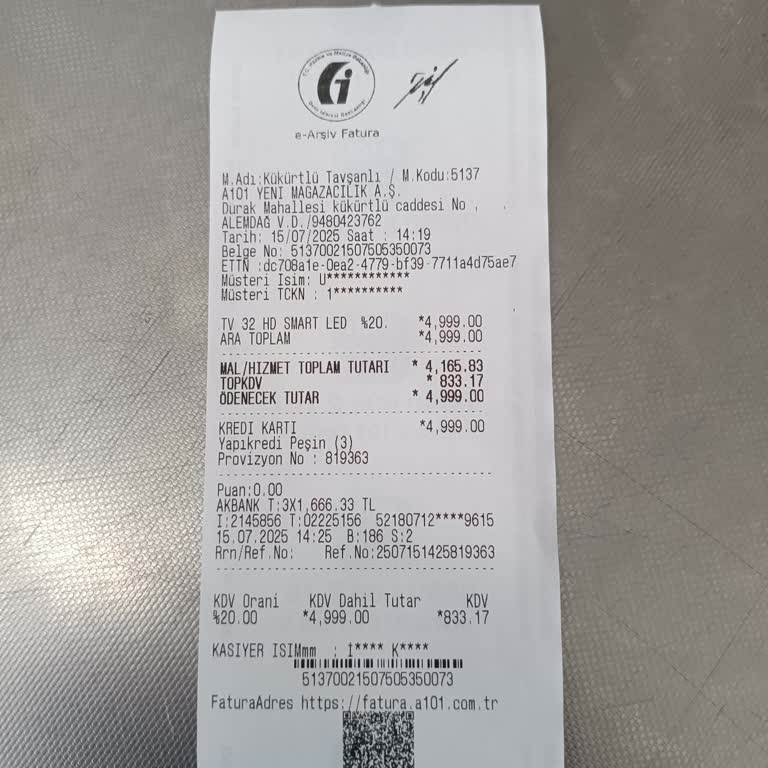 e-Arşiv Fatura
M.Adı:Kükürtlü Tavşanlı / M.Kodu:5137
A101 YENI MAGAZACILIK A.Ş.
Durak Mahallesi kükürtlü caddesi No , .
ALEMDAĞ V.D./9480423762
Tarih: 15/07/2025 Saat : 14:19
Belge No: 51370021507505350073
ETTN :dc708a1e-0ea2-4779-bf39-7711a4d75ae7
Müsteri Isim: U************
Müsteri TCKN : 1**********
TV 32 HD SMART LED %20. *4,999.00
ARA TOPLAM *4,999.00
MAL/HIZMET TOPLAM TUTARI * 4,165.83
TOPKDV * 833.17
ÖDENECEK TUTAR * 4,999.00
KREDI KARTI *4,999.00
Yapıkredi Peşin (3)
Provizyon No : 819363
Puan:0.00
AKBANK T:3X1,666.33 TL
I:2145856 T:02225156 52180712****9615
15.07.2025 14:25 B:186 S:2
Rrn/Ref.No: Ref.No:2507151425819363
KDV Orani KDV Dahil Tutar KDV
%20.00 *4,999.00 *833.17
KASIYER ISIMmm : İ**** K****
51370021507505350073
FaturaAdres https://fatura.a101.com.tr